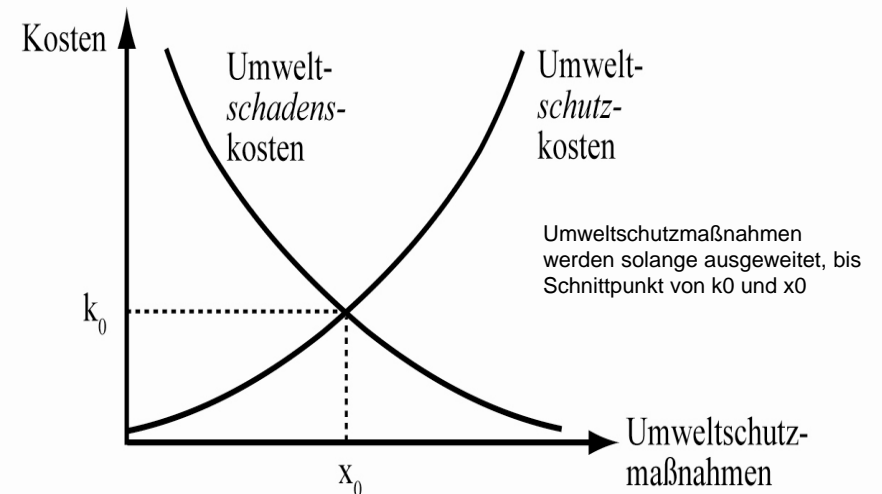 Kosten
Umwelt-
schadens-
kosten
Umwelt-
schutz-
kosten
Umweltschutzmaßnahmen
werden solange ausgeweitet, bis
Schnittpunkt von k0 und x0
k₀
Umweltschutz-
maßnahmen
x₀